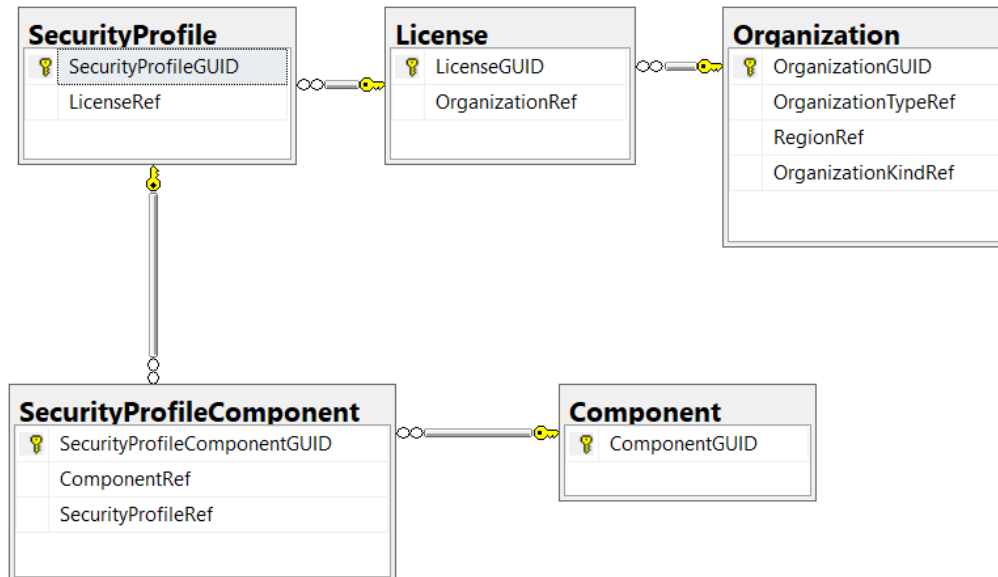 SecurityProfile
SecurityProfileGUID
LicenseRef
License
LicenseGUID
OrganizationRef
Organization
OrganizationGUID
OrganizationTypeRef
RegionRef
OrganizationKindRef
SecurityProfileComponent
SecurityProfileComponentGUID
ComponentRef
SecurityProfileRef
Component
ComponentGUID